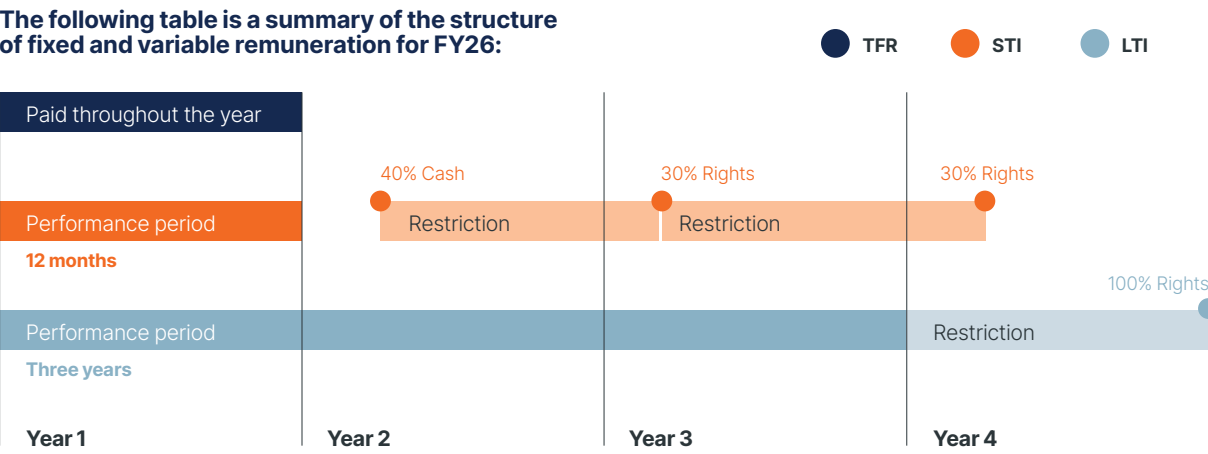 The following table is a summary of the structure
of fixed and variable remuneration for FY26:
TFR
STI
LTI
Paid throughout the year
40% Cash
30% Rights
30% Rights
Performance period
Restriction
Restriction
12 months
100% Rights
Performance period
Restriction
Three years
Year 1
Year 2
Year 3
Year 4